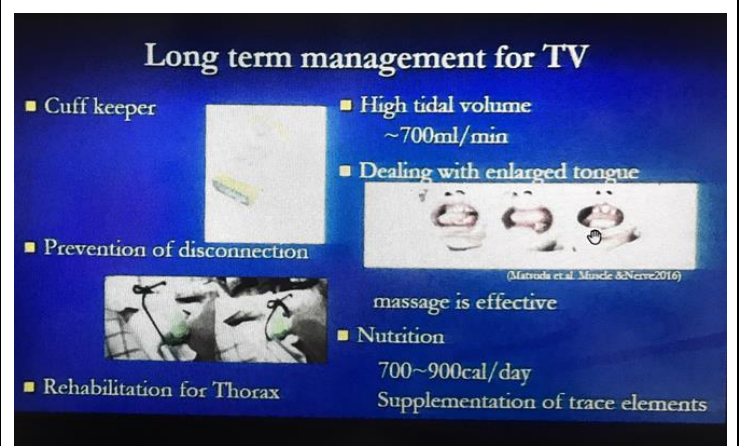 Long term management for TV
Cuff keeper
Prevention of disconnection
Rehabilitation for Thorax
High tidal volume
~700ml/min
Dealing with enlarged tongue
(Matsuda et al. Muscle &Nerve2016)
massage is effective
Nutrition
700~900cal/day
Supplementation of trace elements